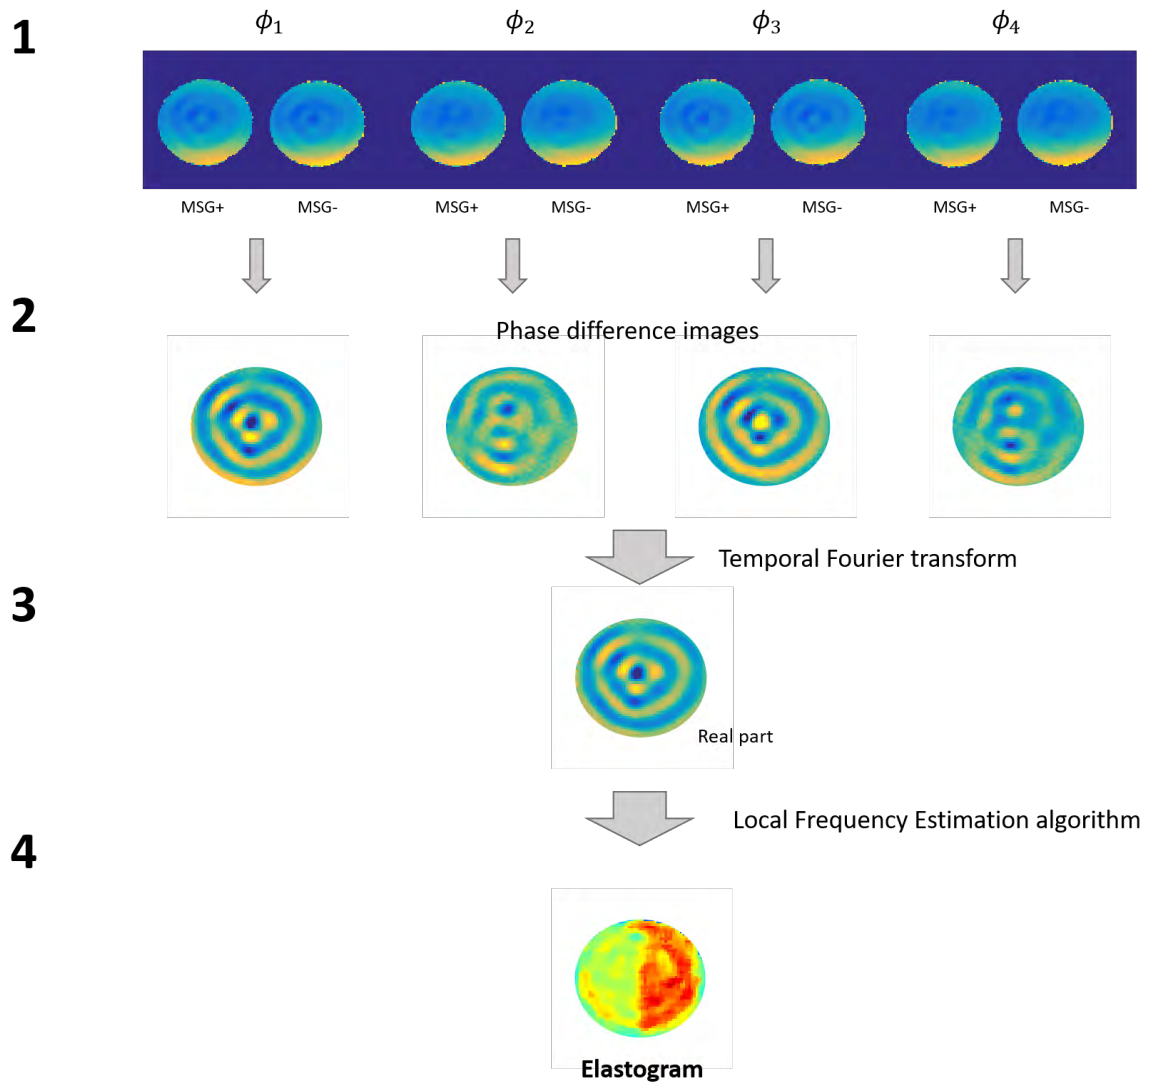 1
ϕ₁ ϕ₂ ϕ₃ ϕ₄
MSG+ MSG- MSG+ MSG- MSG+ MSG- MSG+ MSG-
2
Phase difference images
Temporal Fourier transform
3
Real part
Local Frequency Estimation algorithm
4
Elastogram